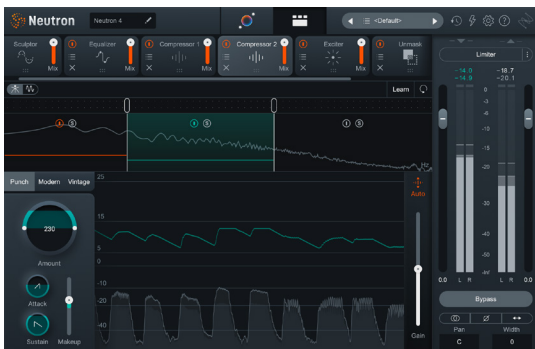 Neutron
Neutron 4
<Default>
Sculptor
Mix
Equalizer
Mix
Compressor 1
Mix
Compressor 2
Mix
Exciter
Mix
Unmask
Mix
Limiter
Learn
-14.0
-14.9
-18.7
-20.1
S
S
S
Hz
Punch
Modern
Vintage
230
Amount
Attack
Sustain
Makeup
25
15
5
0
-10
-20
-40
Auto
Gain
0
-3
-6
-10
-15
-20
-30
-50
-Inf
0.0
L R
L R
0.0
Bypass
Pan
Width
C
0